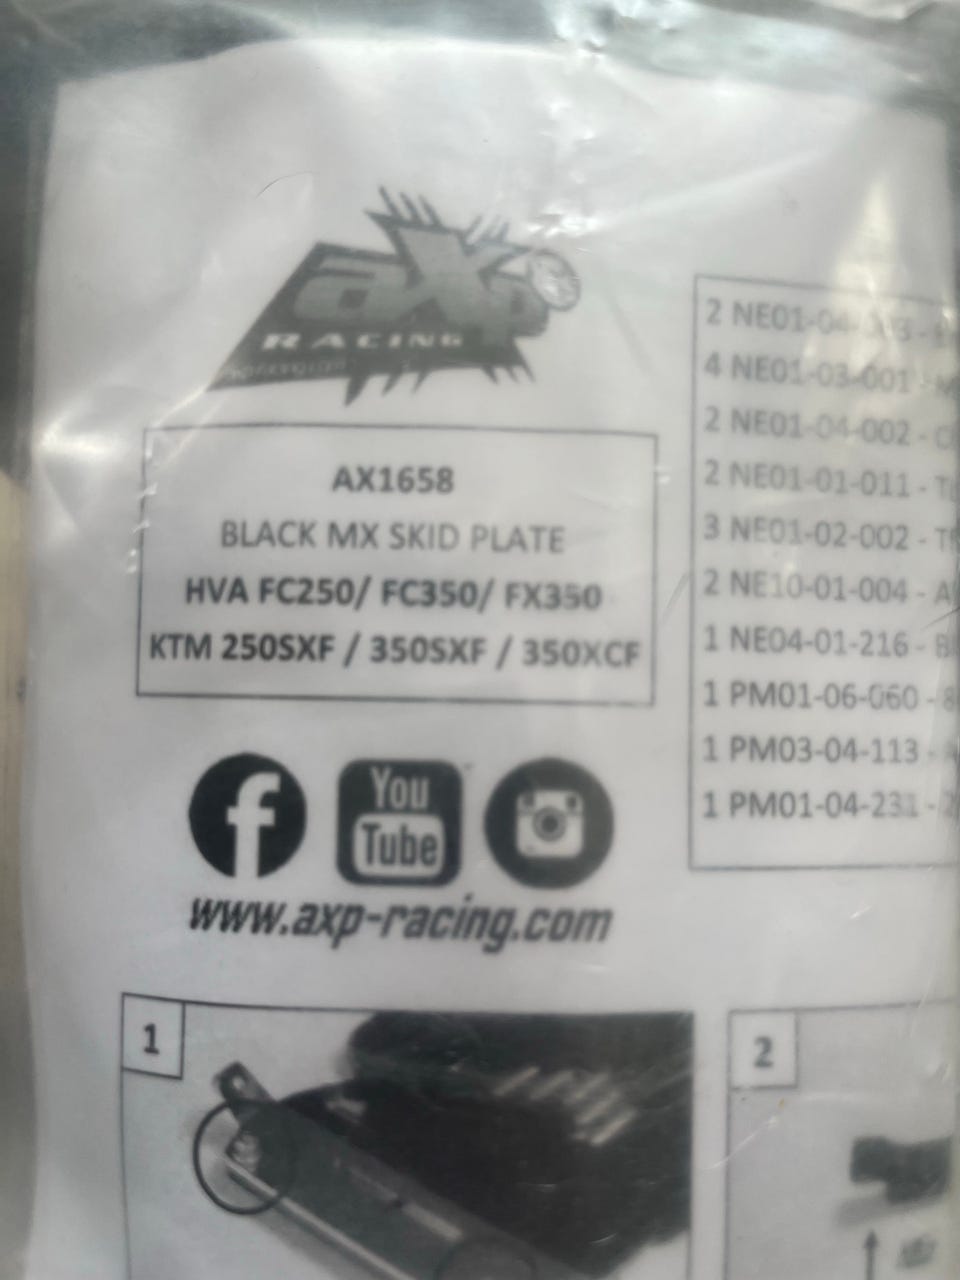 aXp
RACING
AX1658
BLACK MX SKID PLATE
HVA FC250/ FC350/ FX350
KTM 250SXF / 350SXF / 350XCF
You
Tube
www.axp-racing.com
2
4 NE01-03-001 -
2 NE01-04-002 -
2 NE01-01-011 -
3 NE01-02-002 -
2 NE10-01-004 -
1 NE04-01-216 -
1 PM01-06-060 -
1 PM03-04-113 -
1 PM01-04-231 -
1
2